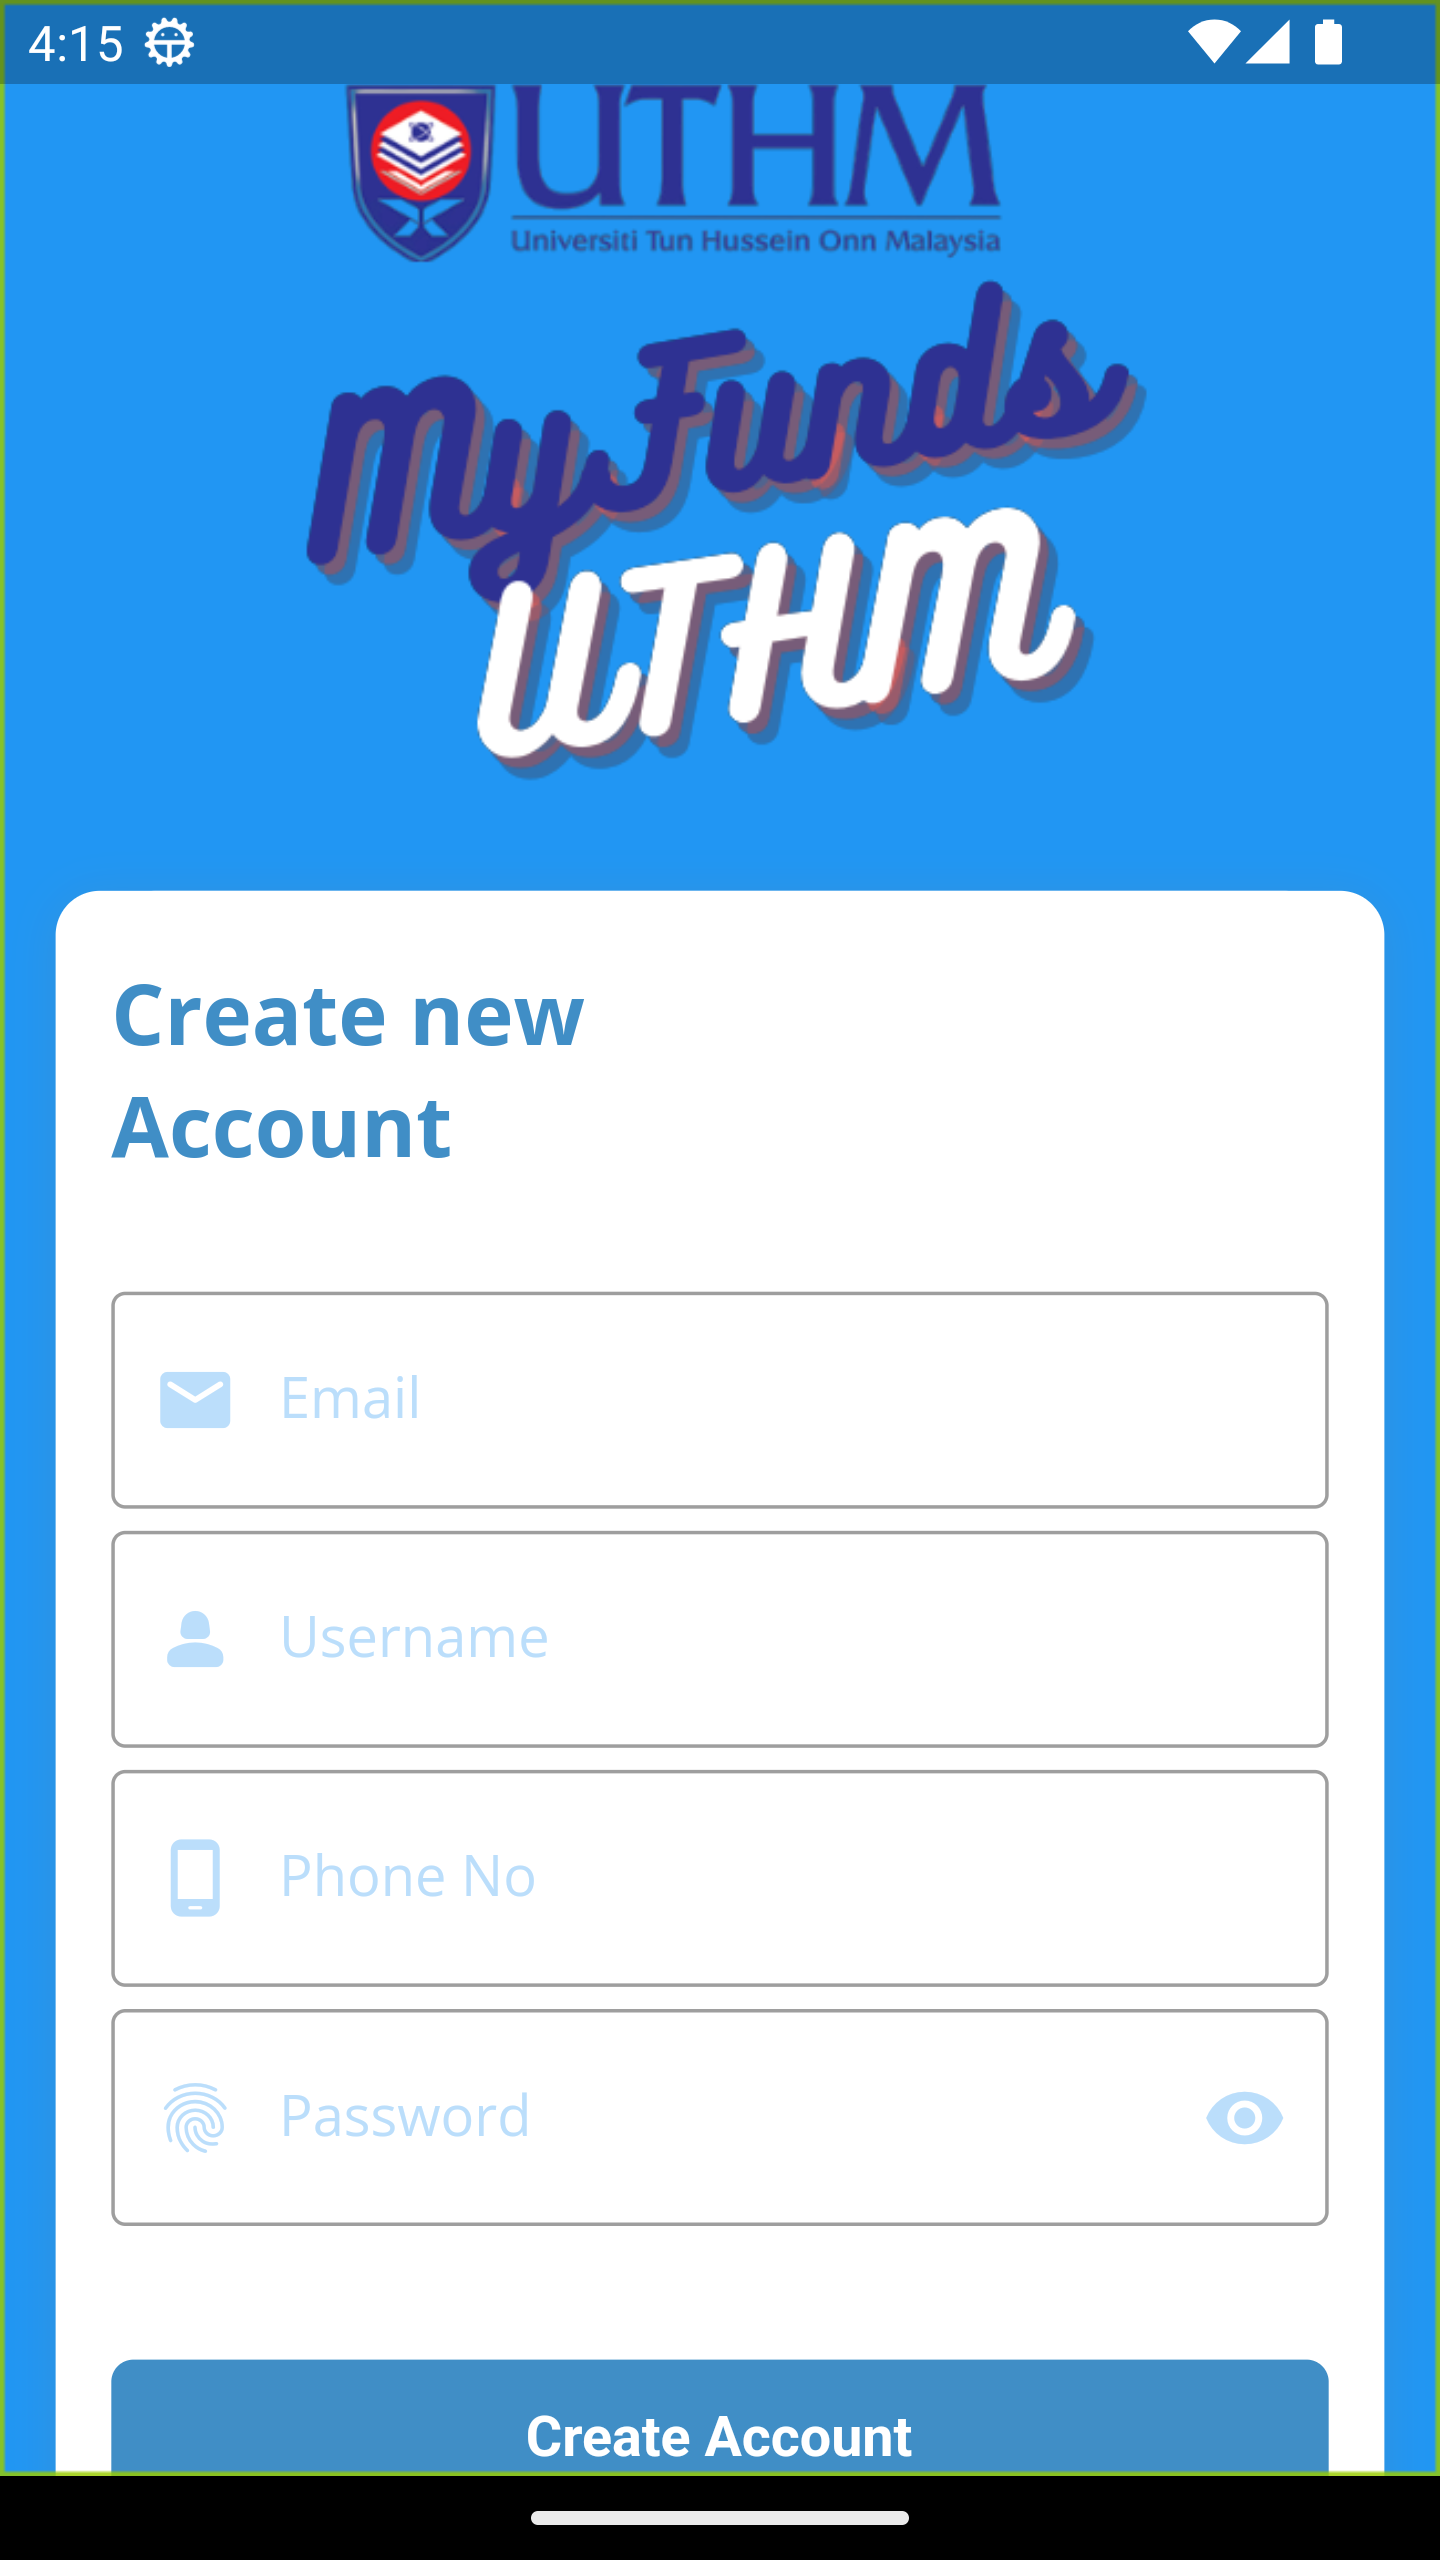 4:15
UTHM
Universiti Tun Hussein Onn Malaysia
MyFunds
UTHM
Create new
Account
Email
Username
Phone No
Password
Create Account